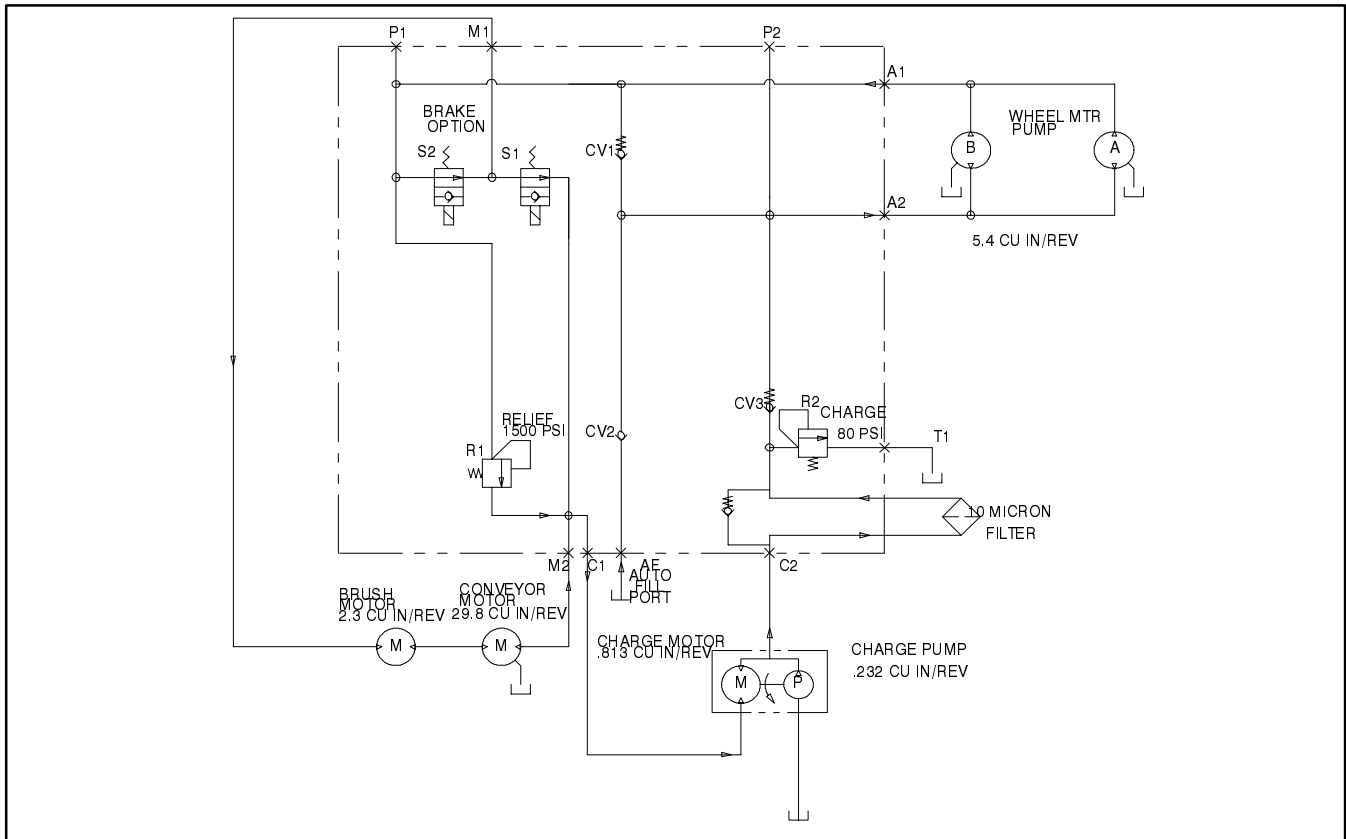 P1
M1
P2
A1
BRAKE
OPTION
WHEEL MTR
PUMP
S2
S1
CV1
B
A
A2
5.4 CU IN/REV
CV3
R2
CHARGE
80 PSI
T1
RELIEF
1500 PSI
R1
CV2
10 MICRON
FILTER
M2
C1
AF
C2
AUTO
FILL
PORT
BRUSH
MOTOR
2.3 CU IN/REV
CONVEYOR
MOTOR
29.8 CU IN/REV
M
M
CHARGE MOTOR
.813 CU IN/REV
M
P
CHARGE PUMP
.232 CU IN/REV